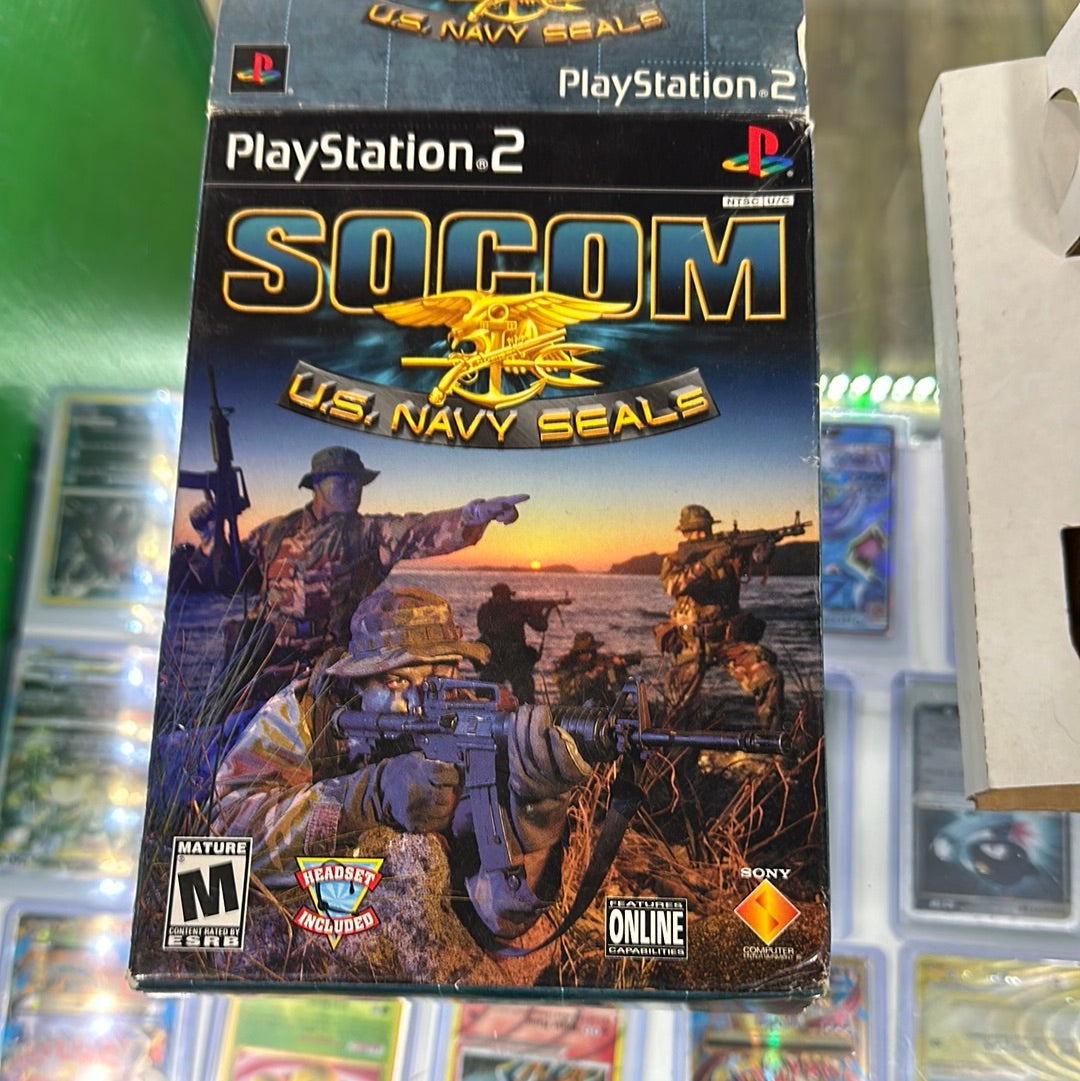 U.S. NAVY SEALS
PlayStation®2
PlayStation®2
NTSC U/C
SOCOM
U.S. NAVY SEALS
MATURE
M
CONTENT RATED BY
ESRB
HEADSET
INCLUDED
FEATURES
ONLINE
CAPABILITIES
SONY
COMPUTER
ENTERTAINMENT